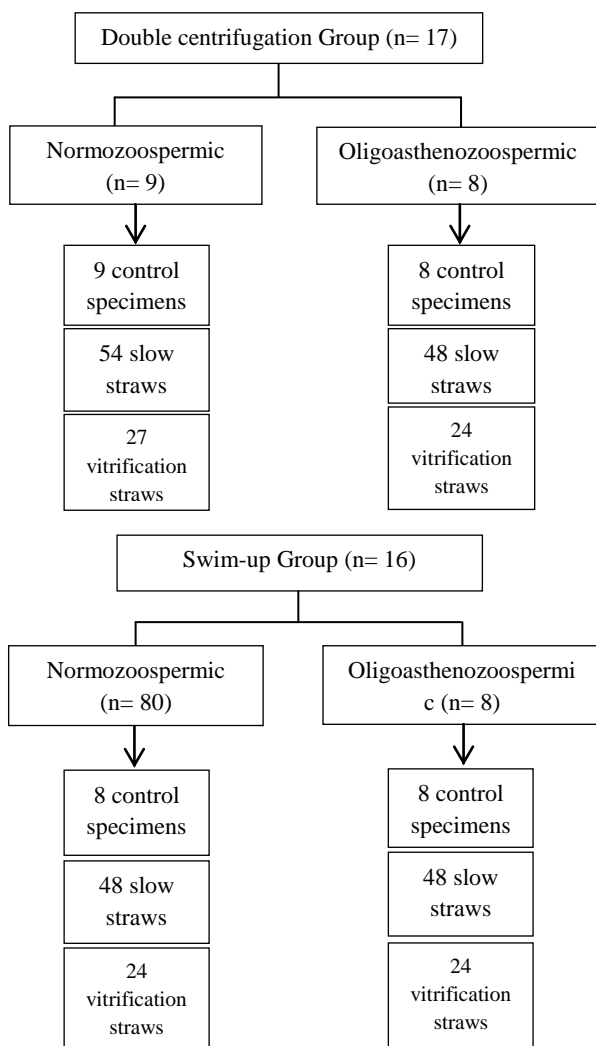 Double centrifugation Group (n= 17)
Normozoospermic
(n= 9)
Oligoasthenozoospermic
(n= 8)
9 control
specimens
54 slow
straws
27
vitrification
straws
8 control
specimens
48 slow
straws
24
vitrification
straws
Swim-up Group (n= 16)
Normozoospermic
(n= 80)
Oligoasthenozoospermi
c (n= 8)
8 control
specimens
48 slow
straws
24
vitrification
straws
8 control
specimens
48 slow
straws
24
vitrification
straws